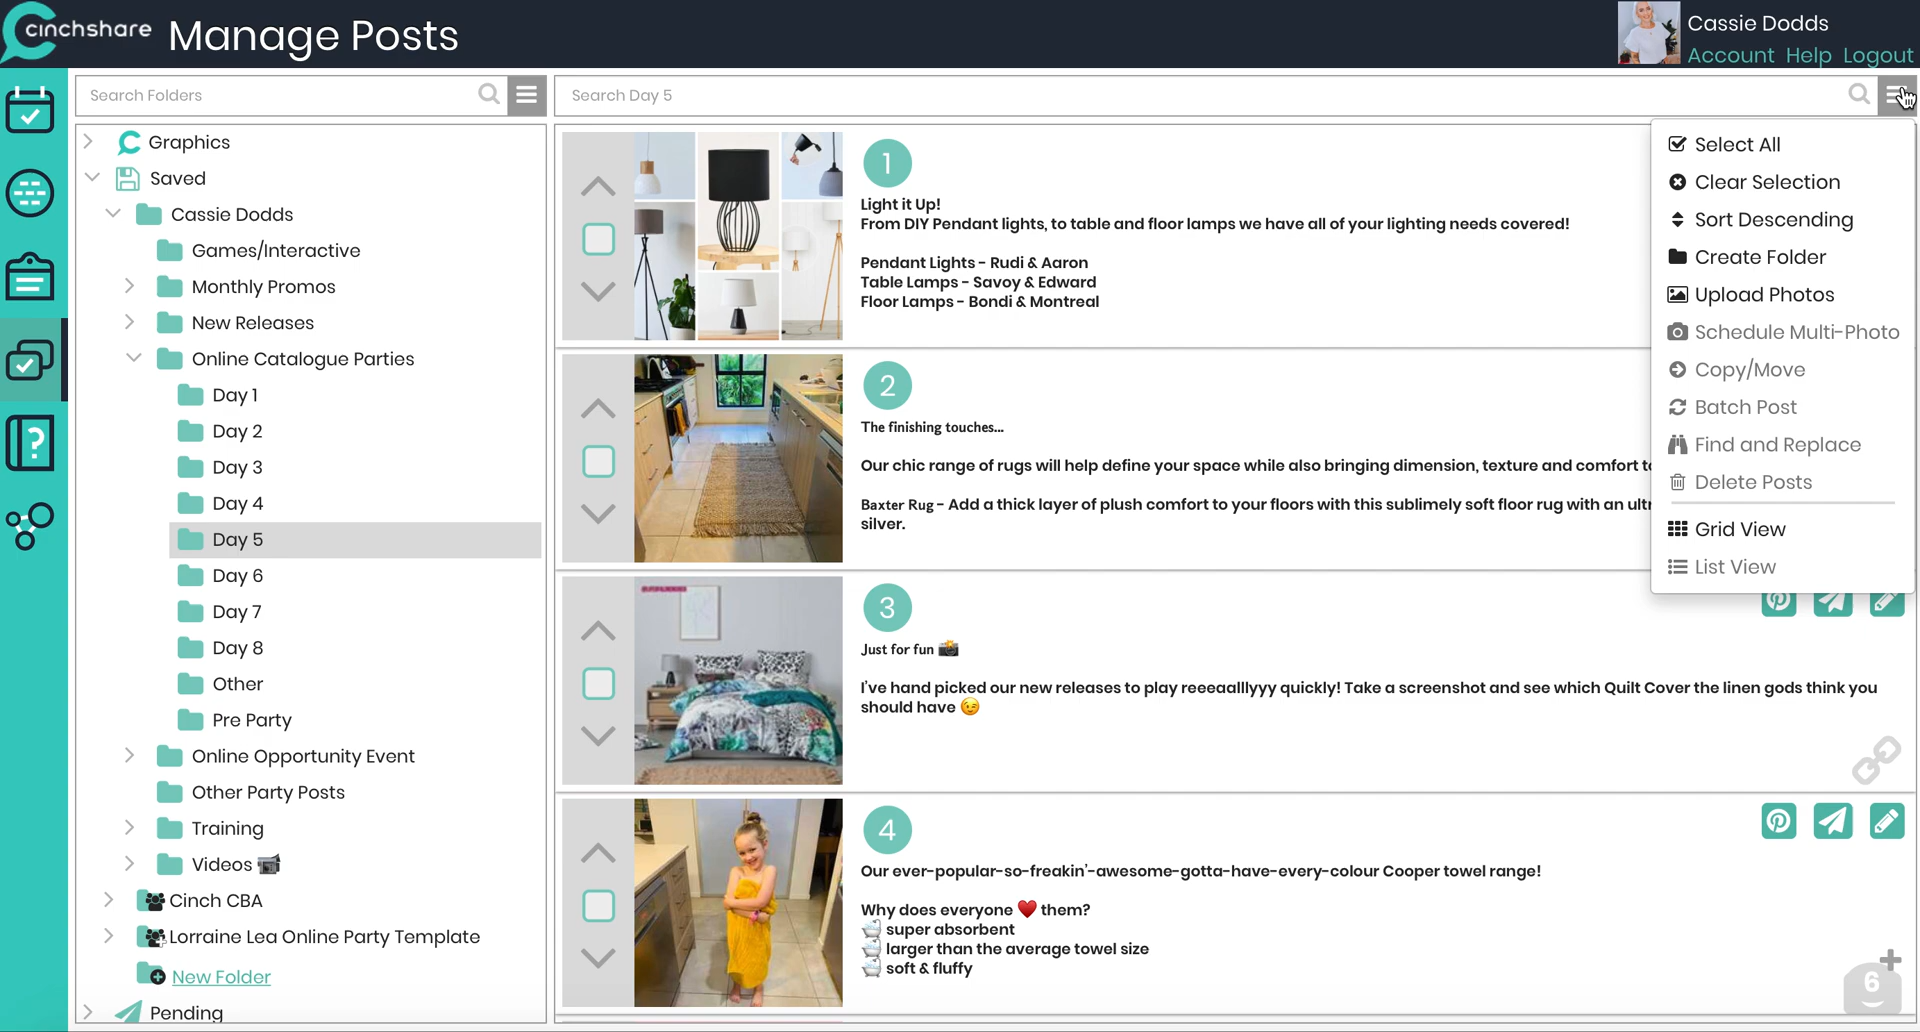 cinchshare
Manage Posts
Cassie Dodds
Account Help Logout
Search Folders
Search Day 5
Graphics
Saved
Cassie Dodds
Games/Interactive
Monthly Promos
New Releases
Online Catalogue Parties
Day 1
Day 2
Day 3
Day 4
Day 5
Day 6
Day 7
Day 8
Other
Pre Party
Online Opportunity Event
Other Party Posts
Training
Videos
Cinch CBA
Lorraine Lea Online Party Template
New Folder
Pending
1
Light it Up!
From DIY Pendant lights, to table and floor lamps we have all of your lighting needs covered!
Pendant Lights - Rudi & Aaron
Table Lamps - Savoy & Edward
Floor Lamps - Bondi & Montreal
2
The finishing touches...
Our chic range of rugs will help define your space while also bringing dimension, texture and comfort
Baxter Rug - Add a thick layer of plush comfort to your floors with this sublimely soft floor rug with an
silver.
3
Just for fun 📸
I've hand picked our new releases to play reeeaalllyyy quickly! Take a screenshot and see which Quilt Cover the linen gods think you
should have 😉
4
Our ever-popular-so-freakin'-awesome-gotta-have-every-colour Cooper towel range!
Why does everyone ♥️ them?
🛁 super absorbent
🛁 larger than the average towel size
🛁 soft & fluffy
Select All
Clear Selection
Sort Descending
Create Folder
Upload Photos
Schedule Multi-Photo
Copy/Move
Batch Post
Find and Replace
Delete Posts
Grid View
List View
6